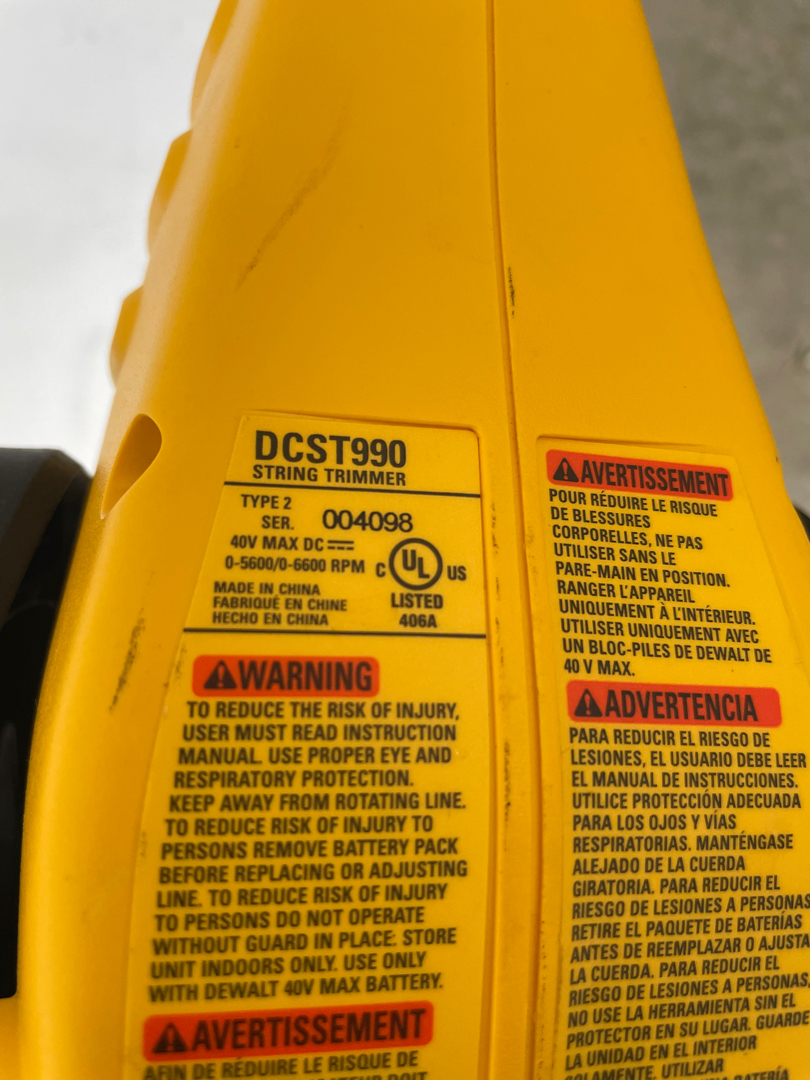 DCST990
STRING TRIMMER
TYPE 2
SER. 004098
40V MAX DC
0-5600/0-6600 RPM
C UL US
LISTED
406A
MADE IN CHINA
FABRIQUÉ EN CHINE
HECHO EN CHINA
WARNING
TO REDUCE THE RISK OF INJURY,
USER MUST READ INSTRUCTION
MANUAL. USE PROPER EYE AND
RESPIRATORY PROTECTION.
KEEP AWAY FROM ROTATING LINE.
TO REDUCE RISK OF INJURY TO
PERSONS REMOVE BATTERY PACK
BEFORE REPLACING OR ADJUSTING
LINE. TO REDUCE RISK OF INJURY
TO PERSONS DO NOT OPERATE
WITHOUT GUARD IN PLACE. STORE
UNIT INDOORS ONLY. USE ONLY
WITH DEWALT 40V MAX BATTERY.
AVERTISSEMENT
AFIN DE RÉDUIRE LE RISQUE DE
DOIT
AVERTISSEMENT
POUR RÉDUIRE LE RISQUE
DE BLESSURES
CORPORELLES, NE PAS
UTILISER SANS LE
PARE-MAIN EN POSITION.
RANGER L'APPAREIL
UNIQUEMENT À L'INTÉRIEUR.
UTILISER UNIQUEMENT AVEC
UN BLOC-PILES DE DEWALT DE
40 V MAX.
ADVERTENCIA
PARA REDUCIR EL RIESGO DE
LESIONES, EL USUARIO DEBE LEER
EL MANUAL DE INSTRUCCIONES.
UTILICE PROTECCIÓN ADECUADA
PARA LOS OJOS Y VÍAS
RESPIRATORIAS. MANTÉNGASE
ALEJADO DE LA CUERDA
GIRATORIA. PARA REDUCIR EL
RIESGO DE LESIONES A PERSONAS
RETIRE EL PAQUETE DE BATERÍAS
ANTES DE REEMPLAZAR O AJUSTA
LA CUERDA. PARA REDUCIR EL
RIESGO DE LESIONES A PERSONAS,
NO USE LA HERRAMIENTA SIN EL
PROTECTOR EN SU LUGAR. GUARDE
LA UNIDAD EN EL INTERIOR
SOLAMENTE. UTILIZAR
BATERÍA